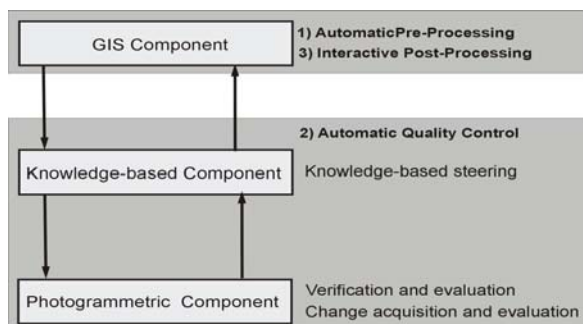 GIS Component
1) AutomaticPre-Processing
3) Interactive Post-Processing
2) Automatic Quality Control
Knowledge-based Component
Knowledge-based steering
Photogrammetric Component
Verification and evaluation
Change acquisition and evaluation